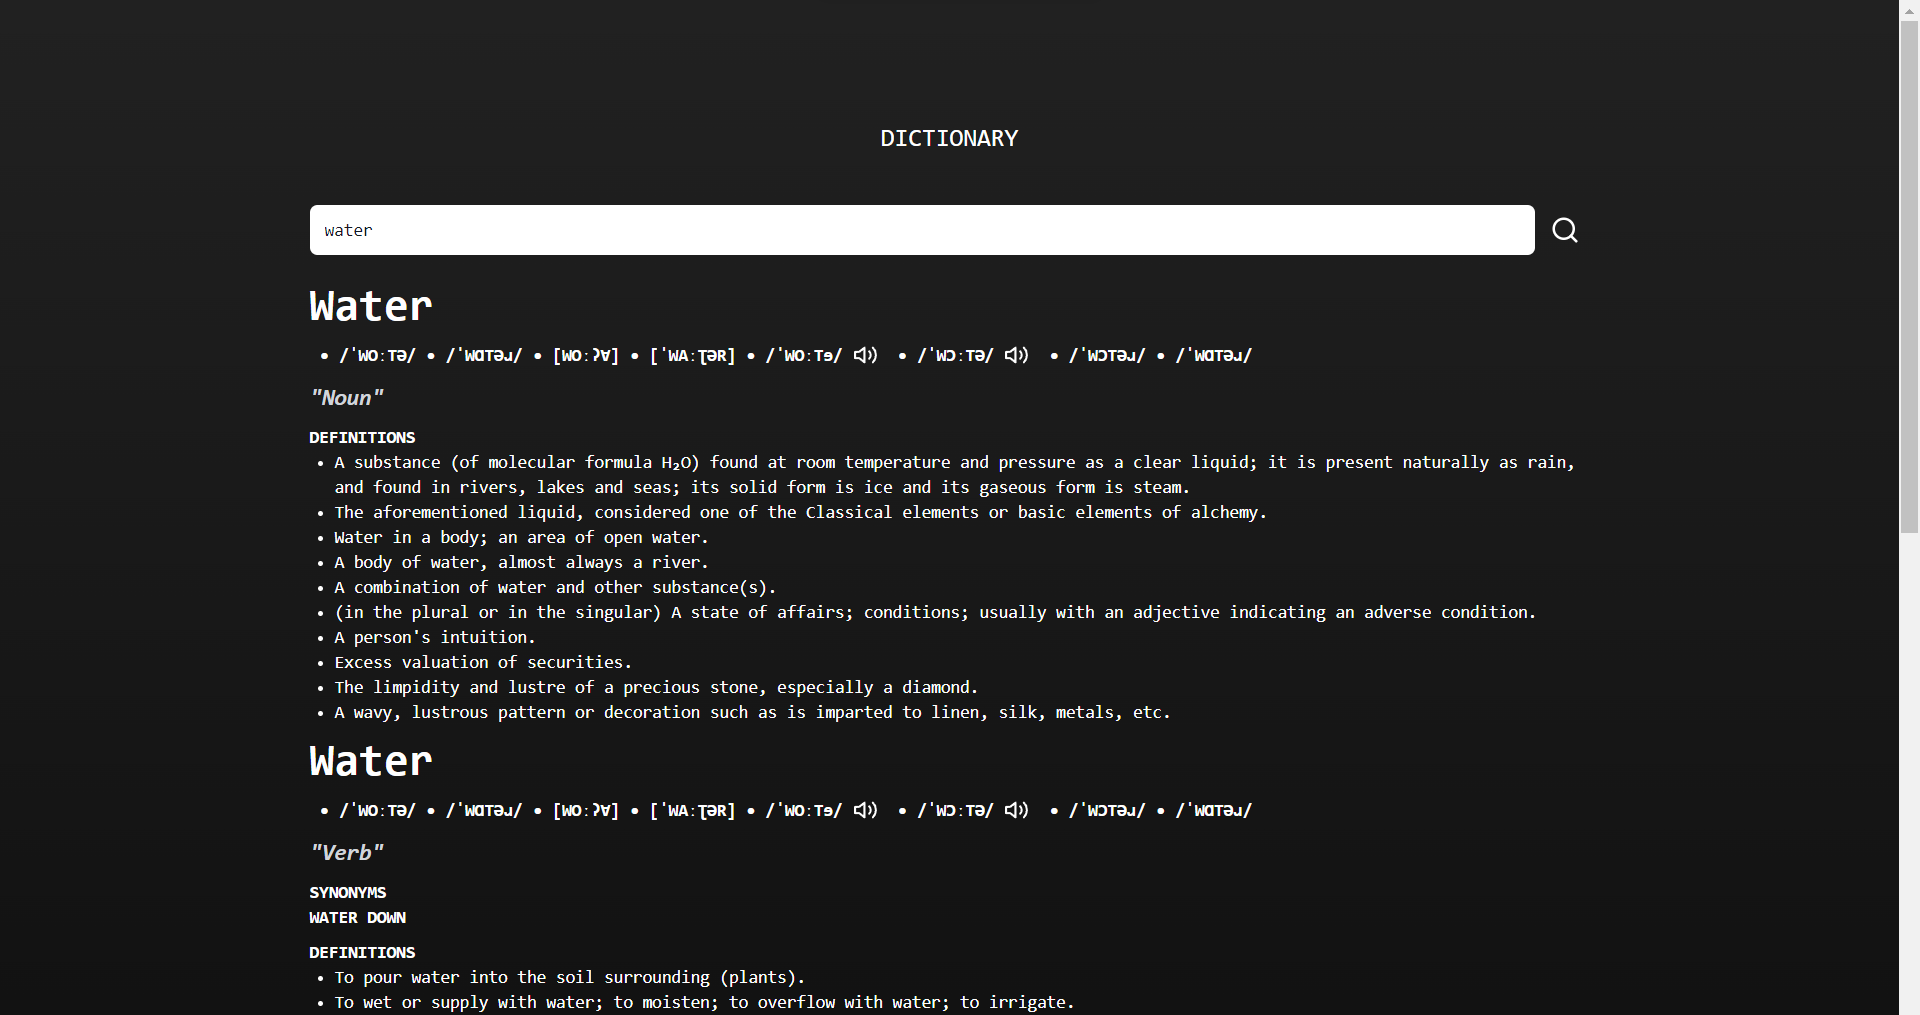 DICTIONARY
water
Water
• /ˈWOːTƏ/ • /ˈWⱭTƏɹ/ • [WOːʔⱯ] • [ˈWAːƮƏR] • /ˈWOːTɘ/ • /ˈWƆːTƏ/ • /ˈWƆTƏɹ/ • /ˈWⱭTƏɹ/
"Noun"
DEFINITIONS
• A substance (of molecular formula H₂O) found at room temperature and pressure as a clear liquid; it is present naturally as rain,
and found in rivers, lakes and seas; its solid form is ice and its gaseous form is steam.
• The aforementioned liquid, considered one of the Classical elements or basic elements of alchemy.
• Water in a body; an area of open water.
• A body of water, almost always a river.
• A combination of water and other substance(s).
• (in the plural or in the singular) A state of affairs; conditions; usually with an adjective indicating an adverse condition.
• A person's intuition.
• Excess valuation of securities.
• The limpidity and lustre of a precious stone, especially a diamond.
• A wavy, lustrous pattern or decoration such as is imparted to linen, silk, metals, etc.
Water
• /ˈWOːTƏ/ • /ˈWⱭTƏɹ/ • [WOːʔⱯ] • [ˈWAːƮƏR] • /ˈWOːTɘ/ • /ˈWƆːTƏ/ • /ˈWƆTƏɹ/ • /ˈWⱭTƏɹ/
"Verb"
SYNONYMS
WATER DOWN
DEFINITIONS
• To pour water into the soil surrounding (plants).
• To wet or supply with water; to moisten; to overflow with water; to irrigate.